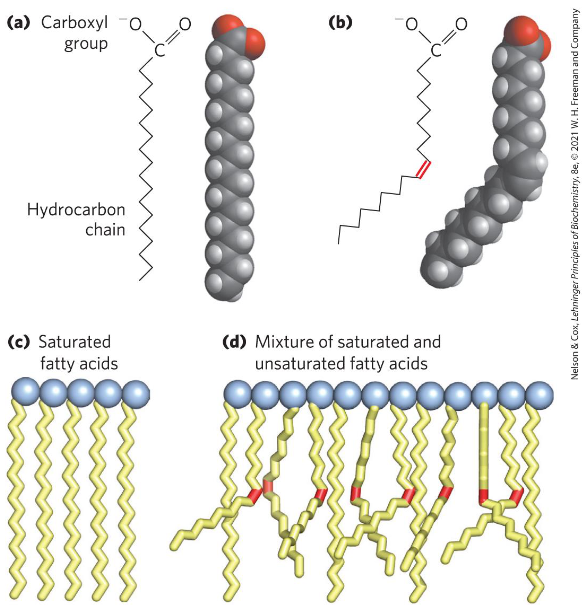 (a) Carboxyl
group
⁻O
O
C
Hydrocarbon
chain
(b)
⁻O
O
C
(c) Saturated
fatty acids
(d) Mixture of saturated and
unsaturated fatty acids
Nelson & Cox, Lehninger Principles of Biochemistry, 8e, © 2021 W. H. Freeman and Company